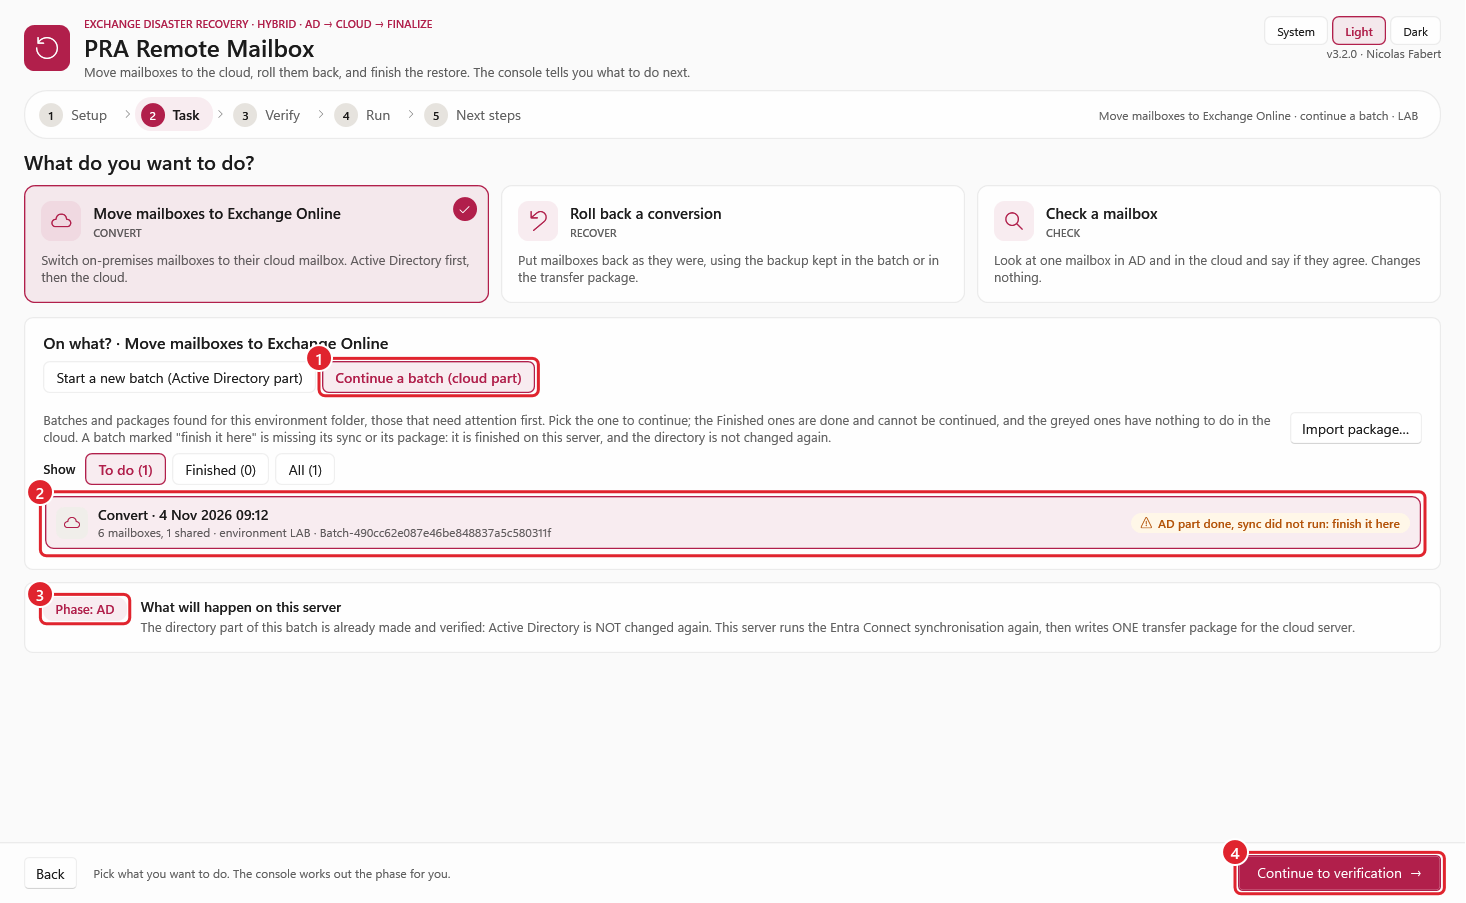 EXCHANGE DISASTER RECOVERY · HYBRID · AD → CLOUD → FINALIZE
PRA Remote Mailbox
Move mailboxes to the cloud, roll them back, and finish the restore. The console tells you what to do next.
System Light Dark
v3.2.0 · Nicolas Fabert
1 Setup > 2 Task > 3 Verify > 4 Run > 5 Next steps
Move mailboxes to Exchange Online · continue a batch · LAB
What do you want to do?
Move mailboxes to Exchange Online
CONVERT
Switch on-premises mailboxes to their cloud mailbox. Active Directory first,
then the cloud.
Roll back a conversion
RECOVER
Put mailboxes back as they were, using the backup kept in the batch or in
the transfer package.
Check a mailbox
CHECK
Look at one mailbox in AD and in the cloud and say if they agree. Changes
nothing.
On what? · Move mailboxes to Exchange Online
1
Start a new batch (Active Directory part) Continue a batch (cloud part)
Batches and packages found for this environment folder, those that need attention first. Pick the one to continue; the Finished ones are done and cannot be continued, and the greyed ones have nothing to do in the
cloud. A batch marked "finish it here" is missing its sync or its package: it is finished on this server, and the directory is not changed again.
Import package...
Show To do (1) Finished (0) All (1)
2
Convert · 4 Nov 2026 09:12
6 mailboxes, 1 shared · environment LAB · Batch-490cc62e087e46be848837a5c580311f
AD part done, sync did not run: finish it here
3
Phase: AD
What will happen on this server
The directory part of this batch is already made and verified: Active Directory is NOT changed again. This server runs the Entra Connect synchronisation again, then writes ONE transfer package for the cloud server.
Back
Pick what you want to do. The console works out the phase for you.
4
Continue to verification →